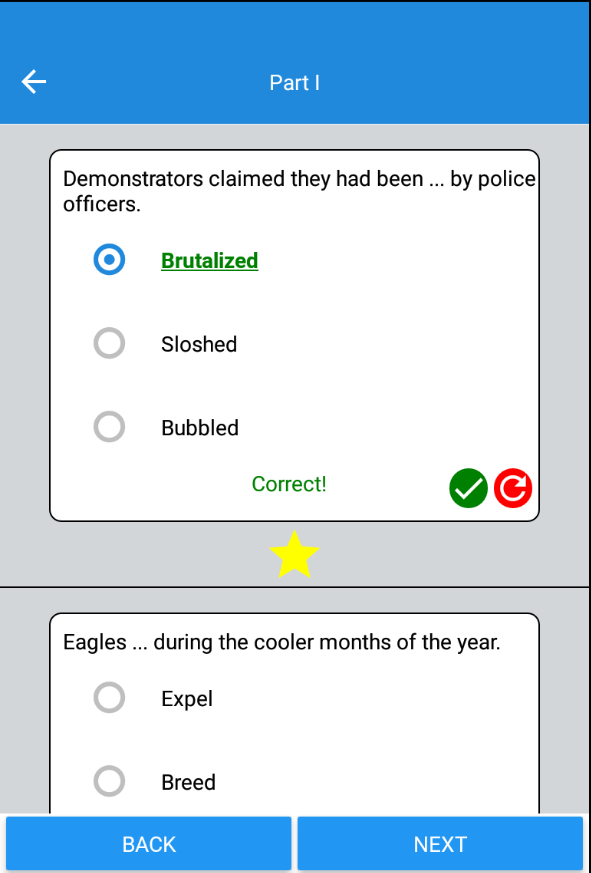 Part I
Demonstrators claimed they had been ... by police
officers.
Brutalized
Sloshed
Bubbled
Correct!
Eagles ... during the cooler months of the year.
Expel
Breed
BACK
NEXT